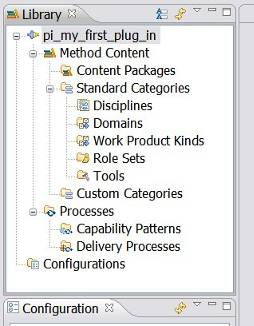 Library
pi_my_first_plug_in
Method Content
Content Packages
Standard Categories
Disciplines
Domains
Work Product Kinds
Role Sets
Tools
Custom Categories
Processes
Capability Patterns
Delivery Processes
Configurations
Configuration